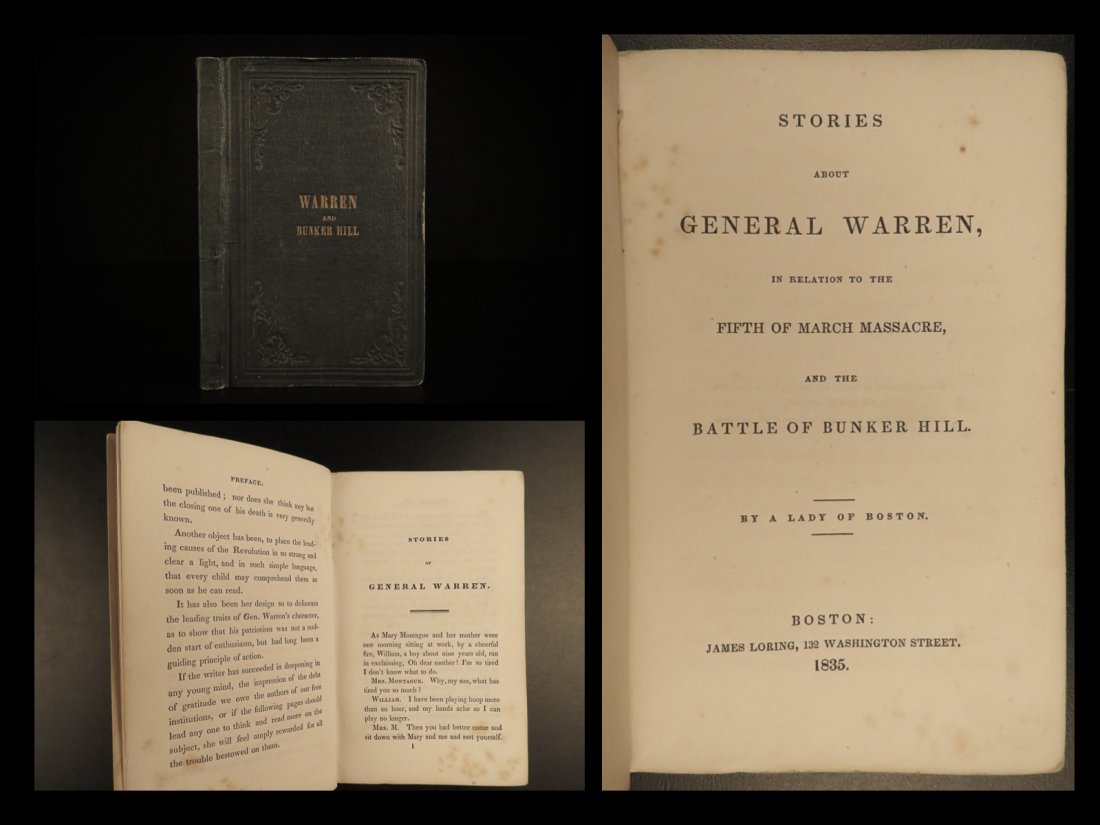 WARREN
AND
BUNKER HILL
PREFACE.
been published; nor does she think any but
the closing one of his death is very generally
known.
Another object has been, to place the lead-
ing causes of the Revolution in so strong and
clear a light, and in such simple language,
that every child may comprehend them as
soon as he can read.
It has also been her design so to delineate
the leading traits of Gen. Warren's character,
as to show that his patriotism was not a sud-
den start of enthusiasm, but had long been a
guiding principle of action.
If the writer has succeeded in deepening in
any young mind, the impression of the debt
of gratitude we owe the authors of our free
institutions, or if the following pages should
lead any one to think and read more on the
subject, she will feel amply rewarded for all
the trouble bestowed on them.
STORIES
OF
GENERAL WARREN.
As Mary Montague and her mother were
one morning sitting at work, by a cheerful
fire, William, a boy about nine years old, ran
in exclaiming, Oh dear mother! I'm so tired
I don't know what to do.
MRS. MONTAGUE. Why, my son, what has
tired you so much?
WILLIAM. I have been playing hoop more
than an hour, and my hands ache so I can
play no longer.
MRS. M. Then you had better come and
sit down with Mary and me and rest yourself.
1
STORIES
ABOUT
GENERAL WARREN,
IN RELATION TO THE
FIFTH OF MARCH MASSACRE,
AND THE
BATTLE OF BUNKER HILL.
BY A LADY OF BOSTON.
BOSTON:
JAMES LORING, 132 WASHINGTON STREET.
1835.